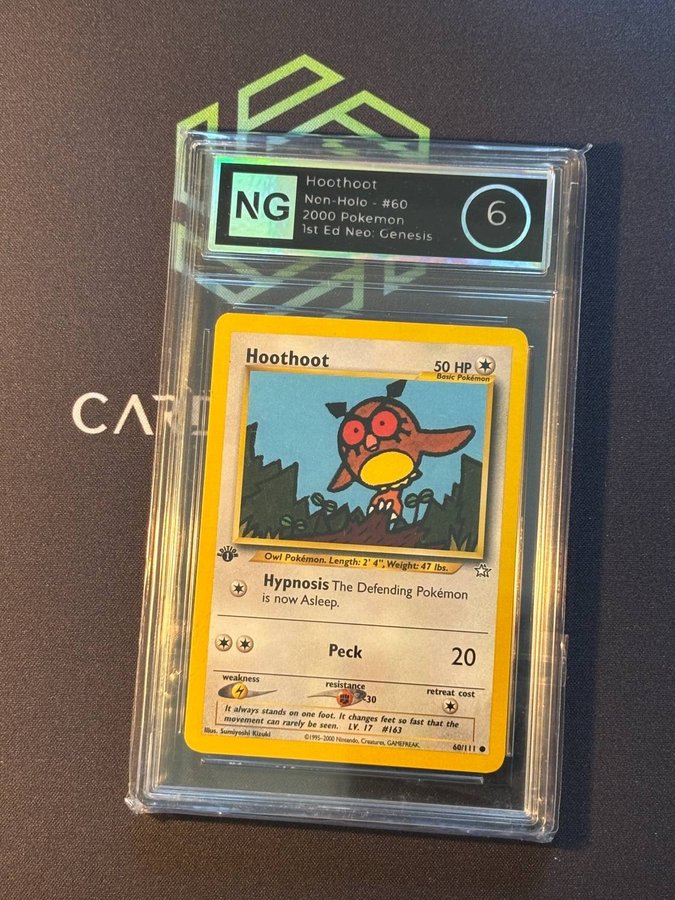 Hoothoot
NG
Non-Holo - #60
2000 Pokemon
1st Ed Neo: Genesis
6
CARD
Hoothoot
50 HP
Basic Pokémon
EDITION
1
Owl Pokémon. Length: 2' 4", Weight: 47 lbs.
Hypnosis The Defending Pokémon
is now Asleep.
Peck 20
weakness
resistance
-30
retreat cost
It always stands on one foot. It changes feet so fast that the
movement can rarely be seen. LV. 17 #163
Illus. Sumiyoshi Kizuki
©1995-2000 Nintendo, Creatures, GAMEFREAK.
60/111